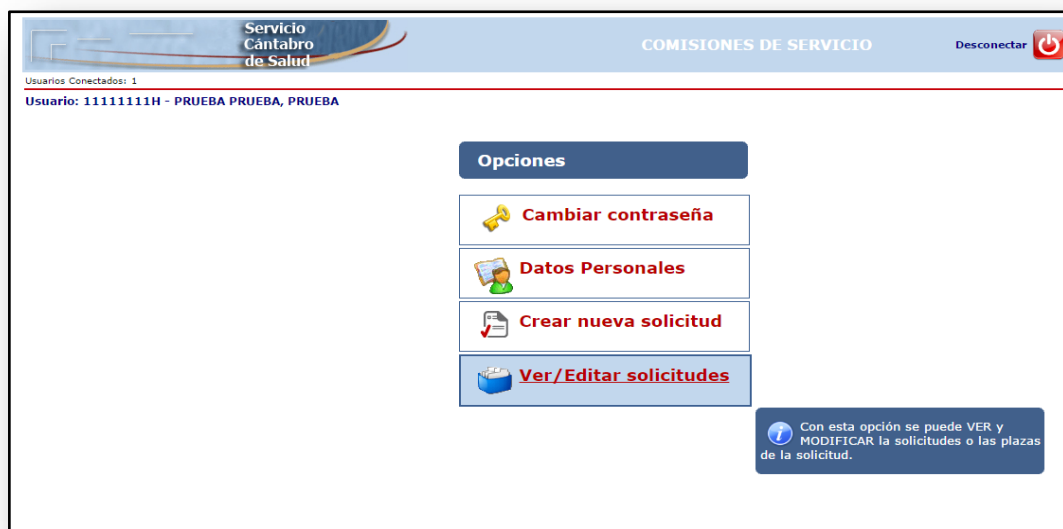 Servicio
Cántabro
de Salud
COMISIONES DE SERVICIO
Desconectar
Usuarios Conectados: 1
Usuario: 11111111H - PRUEBA PRUEBA, PRUEBA
Opciones
Cambiar contraseña
Datos Personales
Crear nueva solicitud
Ver/Editar solicitudes
Con esta opción se puede VER y
MODIFICAR la solicitudes o las plazas
de la solicitud.